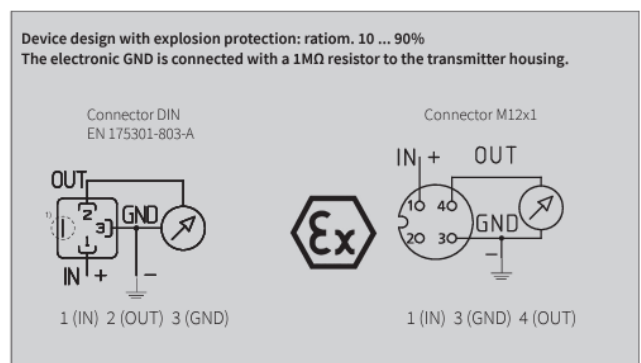 Device design with explosion protection: ratiom. 10 ... 90%
The electronic GND is connected with a 1MΩ resistor to the transmitter housing.
Connector DIN
EN 175301-803-A
OUT
2
1)
3
GND
1
IN + −
1 (IN) 2 (OUT) 3 (GND)
Ex
Connector M12x1
IN + OUT
1 4
GND
2 3
−
1 (IN) 3 (GND) 4 (OUT)